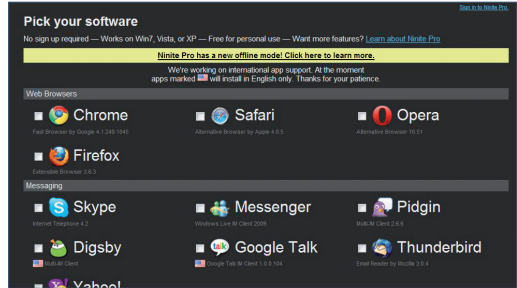 Sign in to Ninite Pro.
Pick your software
No sign up required — Works on Win7, Vista, or XP — Free for personal use — Want more features? Learn about Ninite Pro
Ninite Pro has a new offline mode! Click here to learn more.
We're working on international app support. At the moment
apps marked will install in English only. Thanks for your patience.
Web Browsers
Chrome Safari Opera
Fast Browser by Google 4.1.249.1045 Alternative Browser by Apple 4.0.5 Alternative Browser 10.51
Firefox
Extensible Browser 3.6.3
Messaging
Skype Messenger Pidgin
Internet Telephone 4.2 Windows Live IM Client 2009 Multi-IM Client 2.6.6
Digsby talk Google Talk Thunderbird
Multi-IM Client Google Talk IM Client 1.0.0.104 Email Reader by Mozilla 3.0.4
Yahoo!